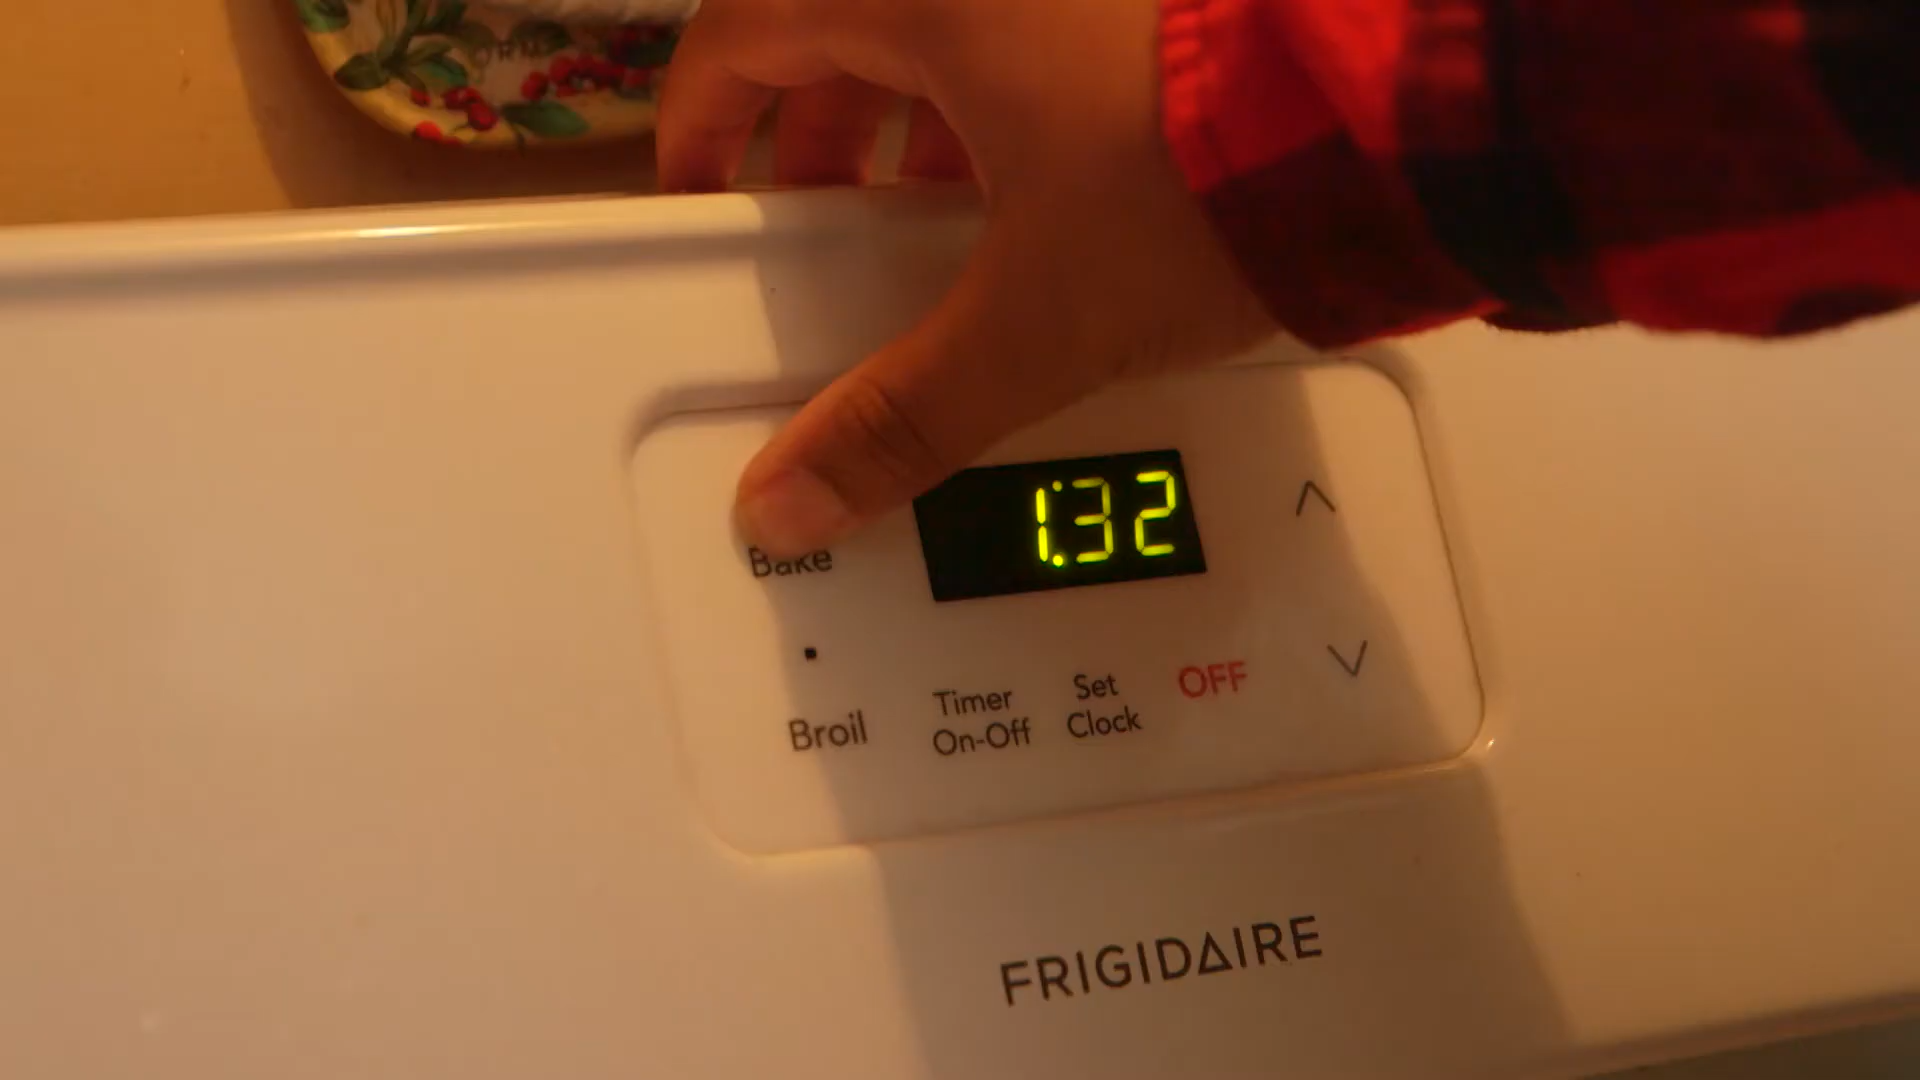 1:32
Bake
Broil
Timer
On-Off
Set
Clock
OFF
FRIGIDAIRE